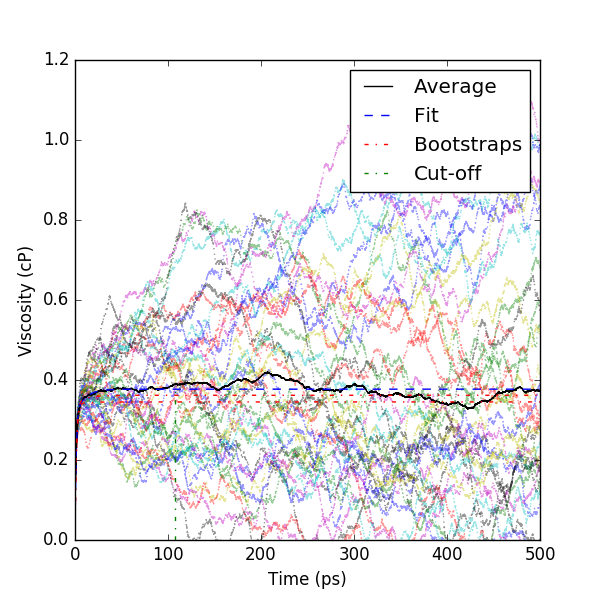 1.2
1.0
0.8
0.6
0.4
0.2
0.0
Viscosity (cP)
Average
Fit
Bootstraps
Cut-off
0 100 200 300 400 500
Time (ps)